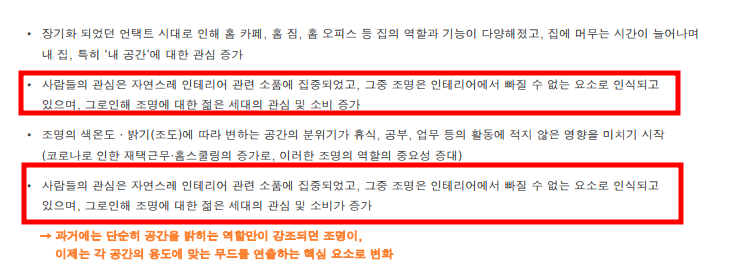 • 장기화 되었던 언택트 시대로 인해 홈 카페, 홈 짐, 홈 오피스 등 집의 역할과 기능이 다양해졌고, 집에 머무는 시간이 늘어나며
내 집, 특히 ‘내 공간’에 대한 관심 증가
• 사람들의 관심은 자연스레 인테리어 관련 소품에 집중되었고, 그중 조명은 인테리어에서 빠질 수 없는 요소로 인식되고
있으며, 그로인해 조명에 대한 젊은 세대의 관심 및 소비 증가
• 조명의 색온도 · 밝기(조도)에 따라 변하는 공간의 분위기가 휴식, 공부, 업무 등의 활동에 적지 않은 영향을 미치기 시작
(코로나로 인한 재택근무·홈스쿨링의 증가로, 이러한 조명의 역할의 중요성 증대)
• 사람들의 관심은 자연스레 인테리어 관련 소품에 집중되었고, 그중 조명은 인테리어에서 빠질 수 없는 요소로 인식되고
있으며, 그로인해 조명에 대한 젊은 세대의 관심 및 소비가 증가
→ 과거에는 단순히 공간을 밝히는 역할만이 강조되던 조명이,
이제는 각 공간의 용도에 맞는 무드를 연출하는 핵심 요소로 변화